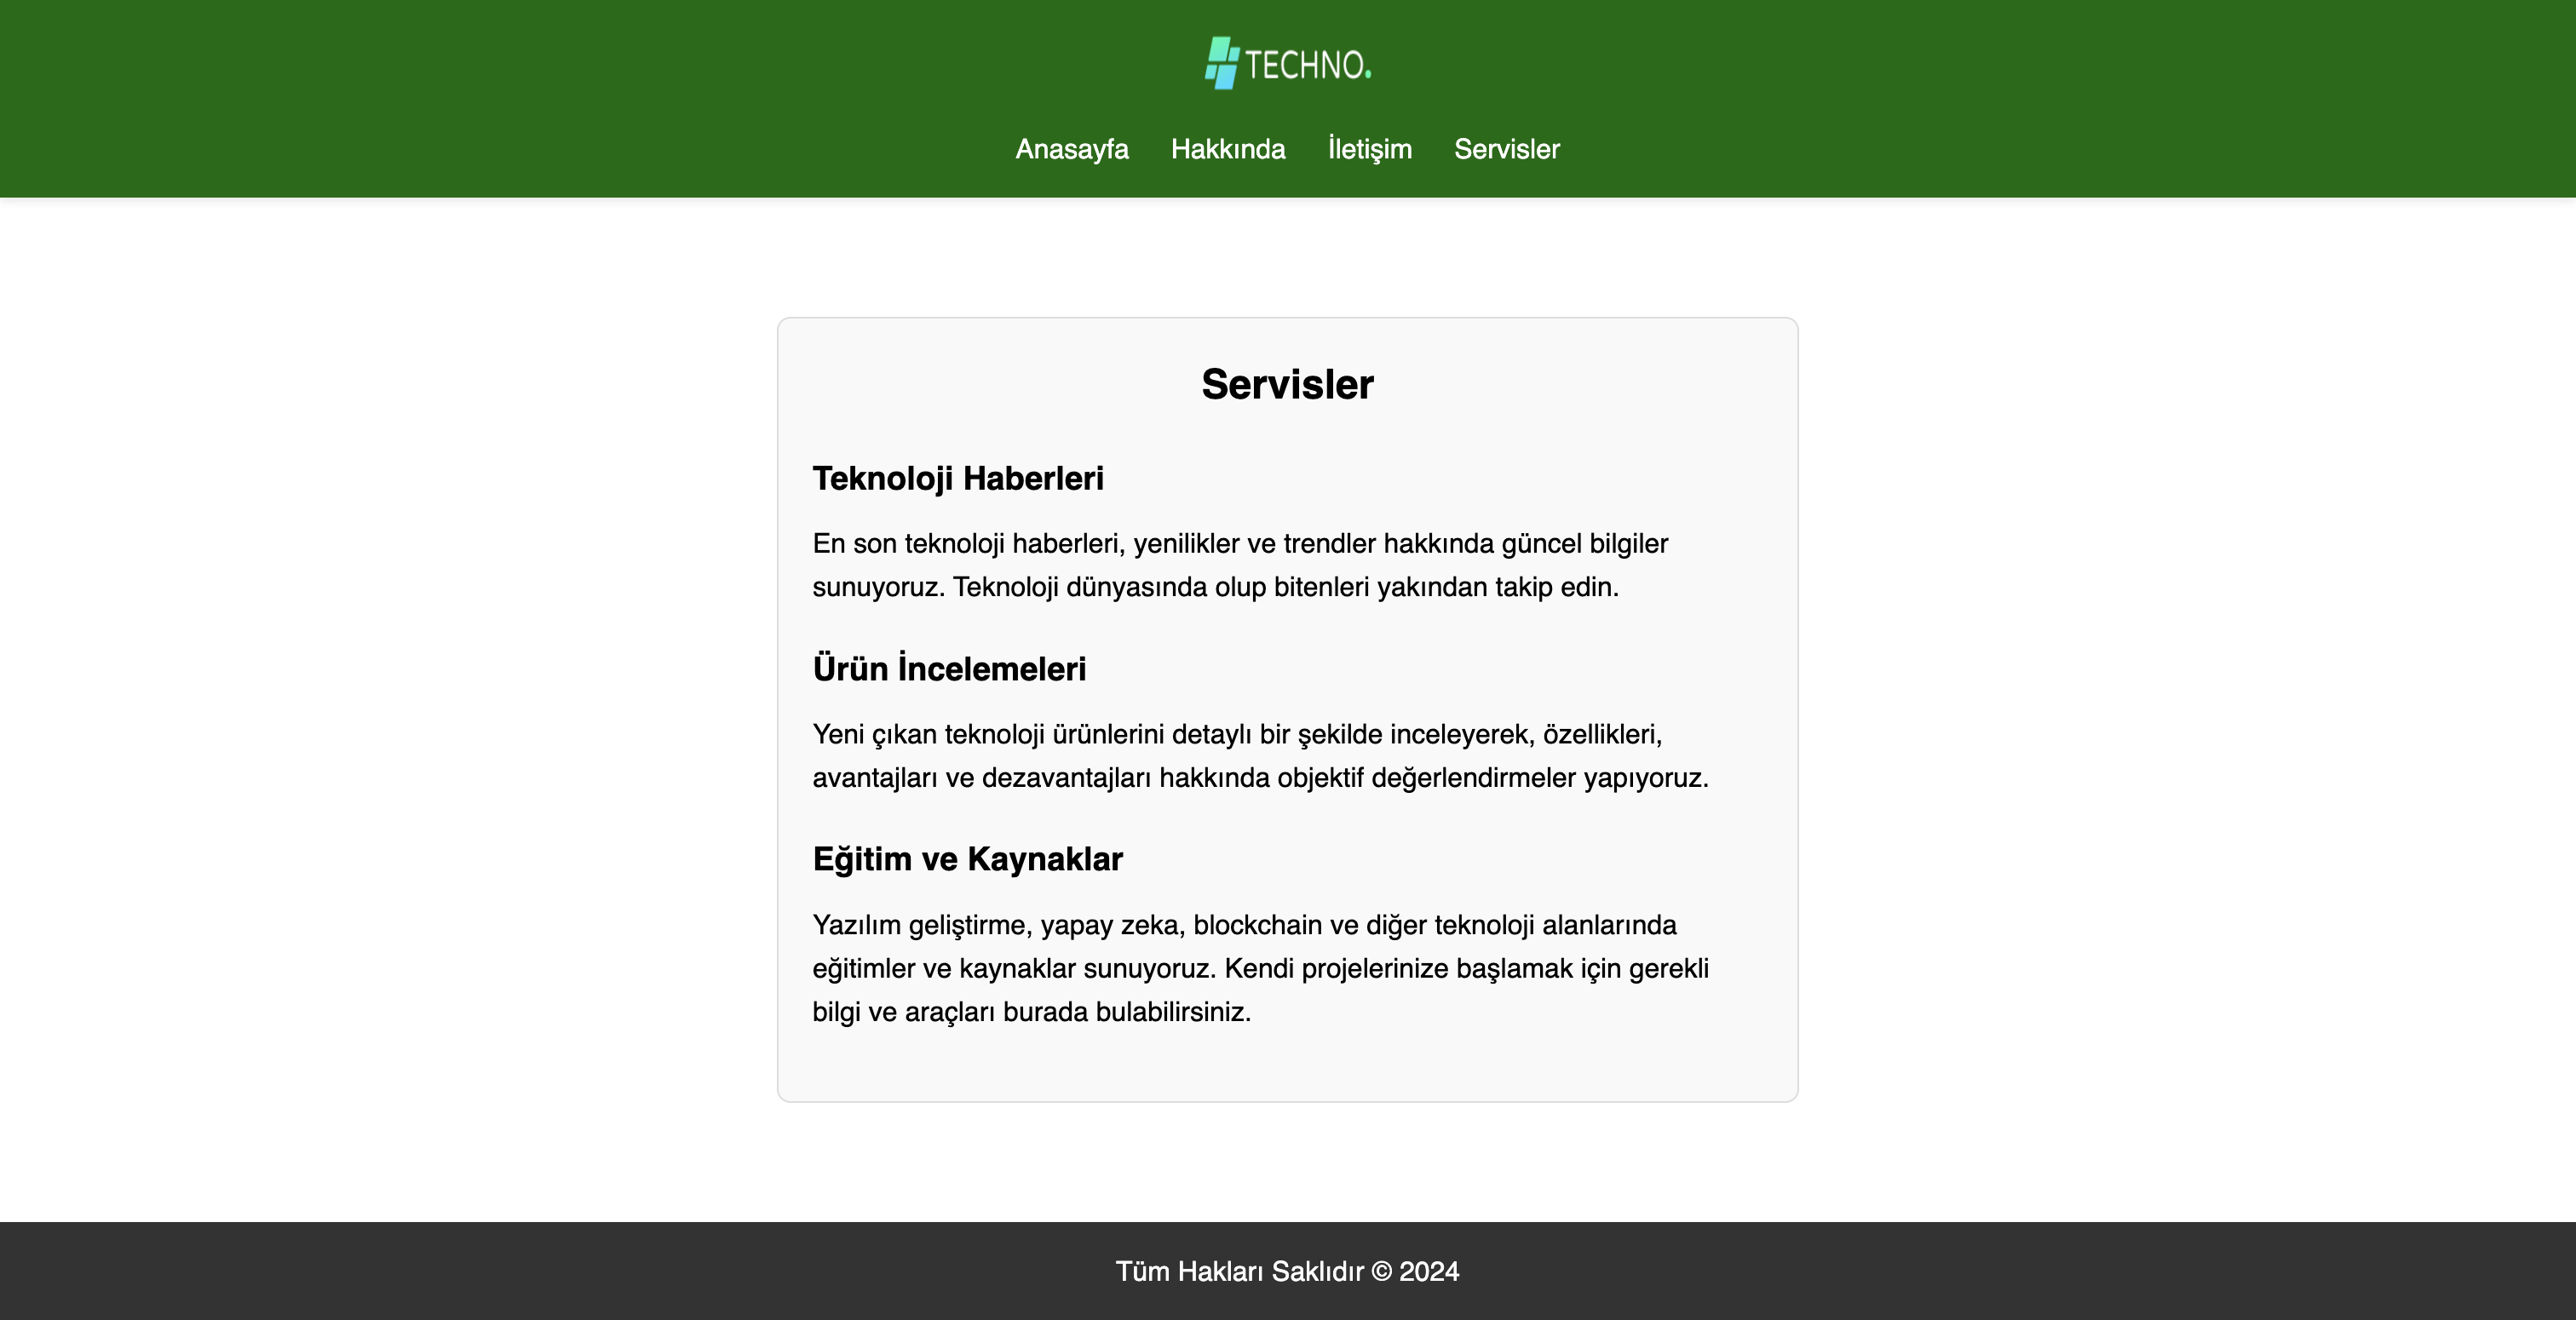 TECHNO.
Anasayfa Hakkında İletişim Servisler
Servisler
Teknoloji Haberleri
En son teknoloji haberleri, yenilikler ve trendler hakkında güncel bilgiler
sunuyoruz. Teknoloji dünyasında olup bitenleri yakından takip edin.
Ürün İncelemeleri
Yeni çıkan teknoloji ürünlerini detaylı bir şekilde inceleyerek, özellikleri,
avantajları ve dezavantajları hakkında objektif değerlendirmeler yapıyoruz.
Eğitim ve Kaynaklar
Yazılım geliştirme, yapay zeka, blockchain ve diğer teknoloji alanlarında
eğitimler ve kaynaklar sunuyoruz. Kendi projelerinize başlamak için gerekli
bilgi ve araçları burada bulabilirsiniz.
Tüm Hakları Saklıdır © 2024